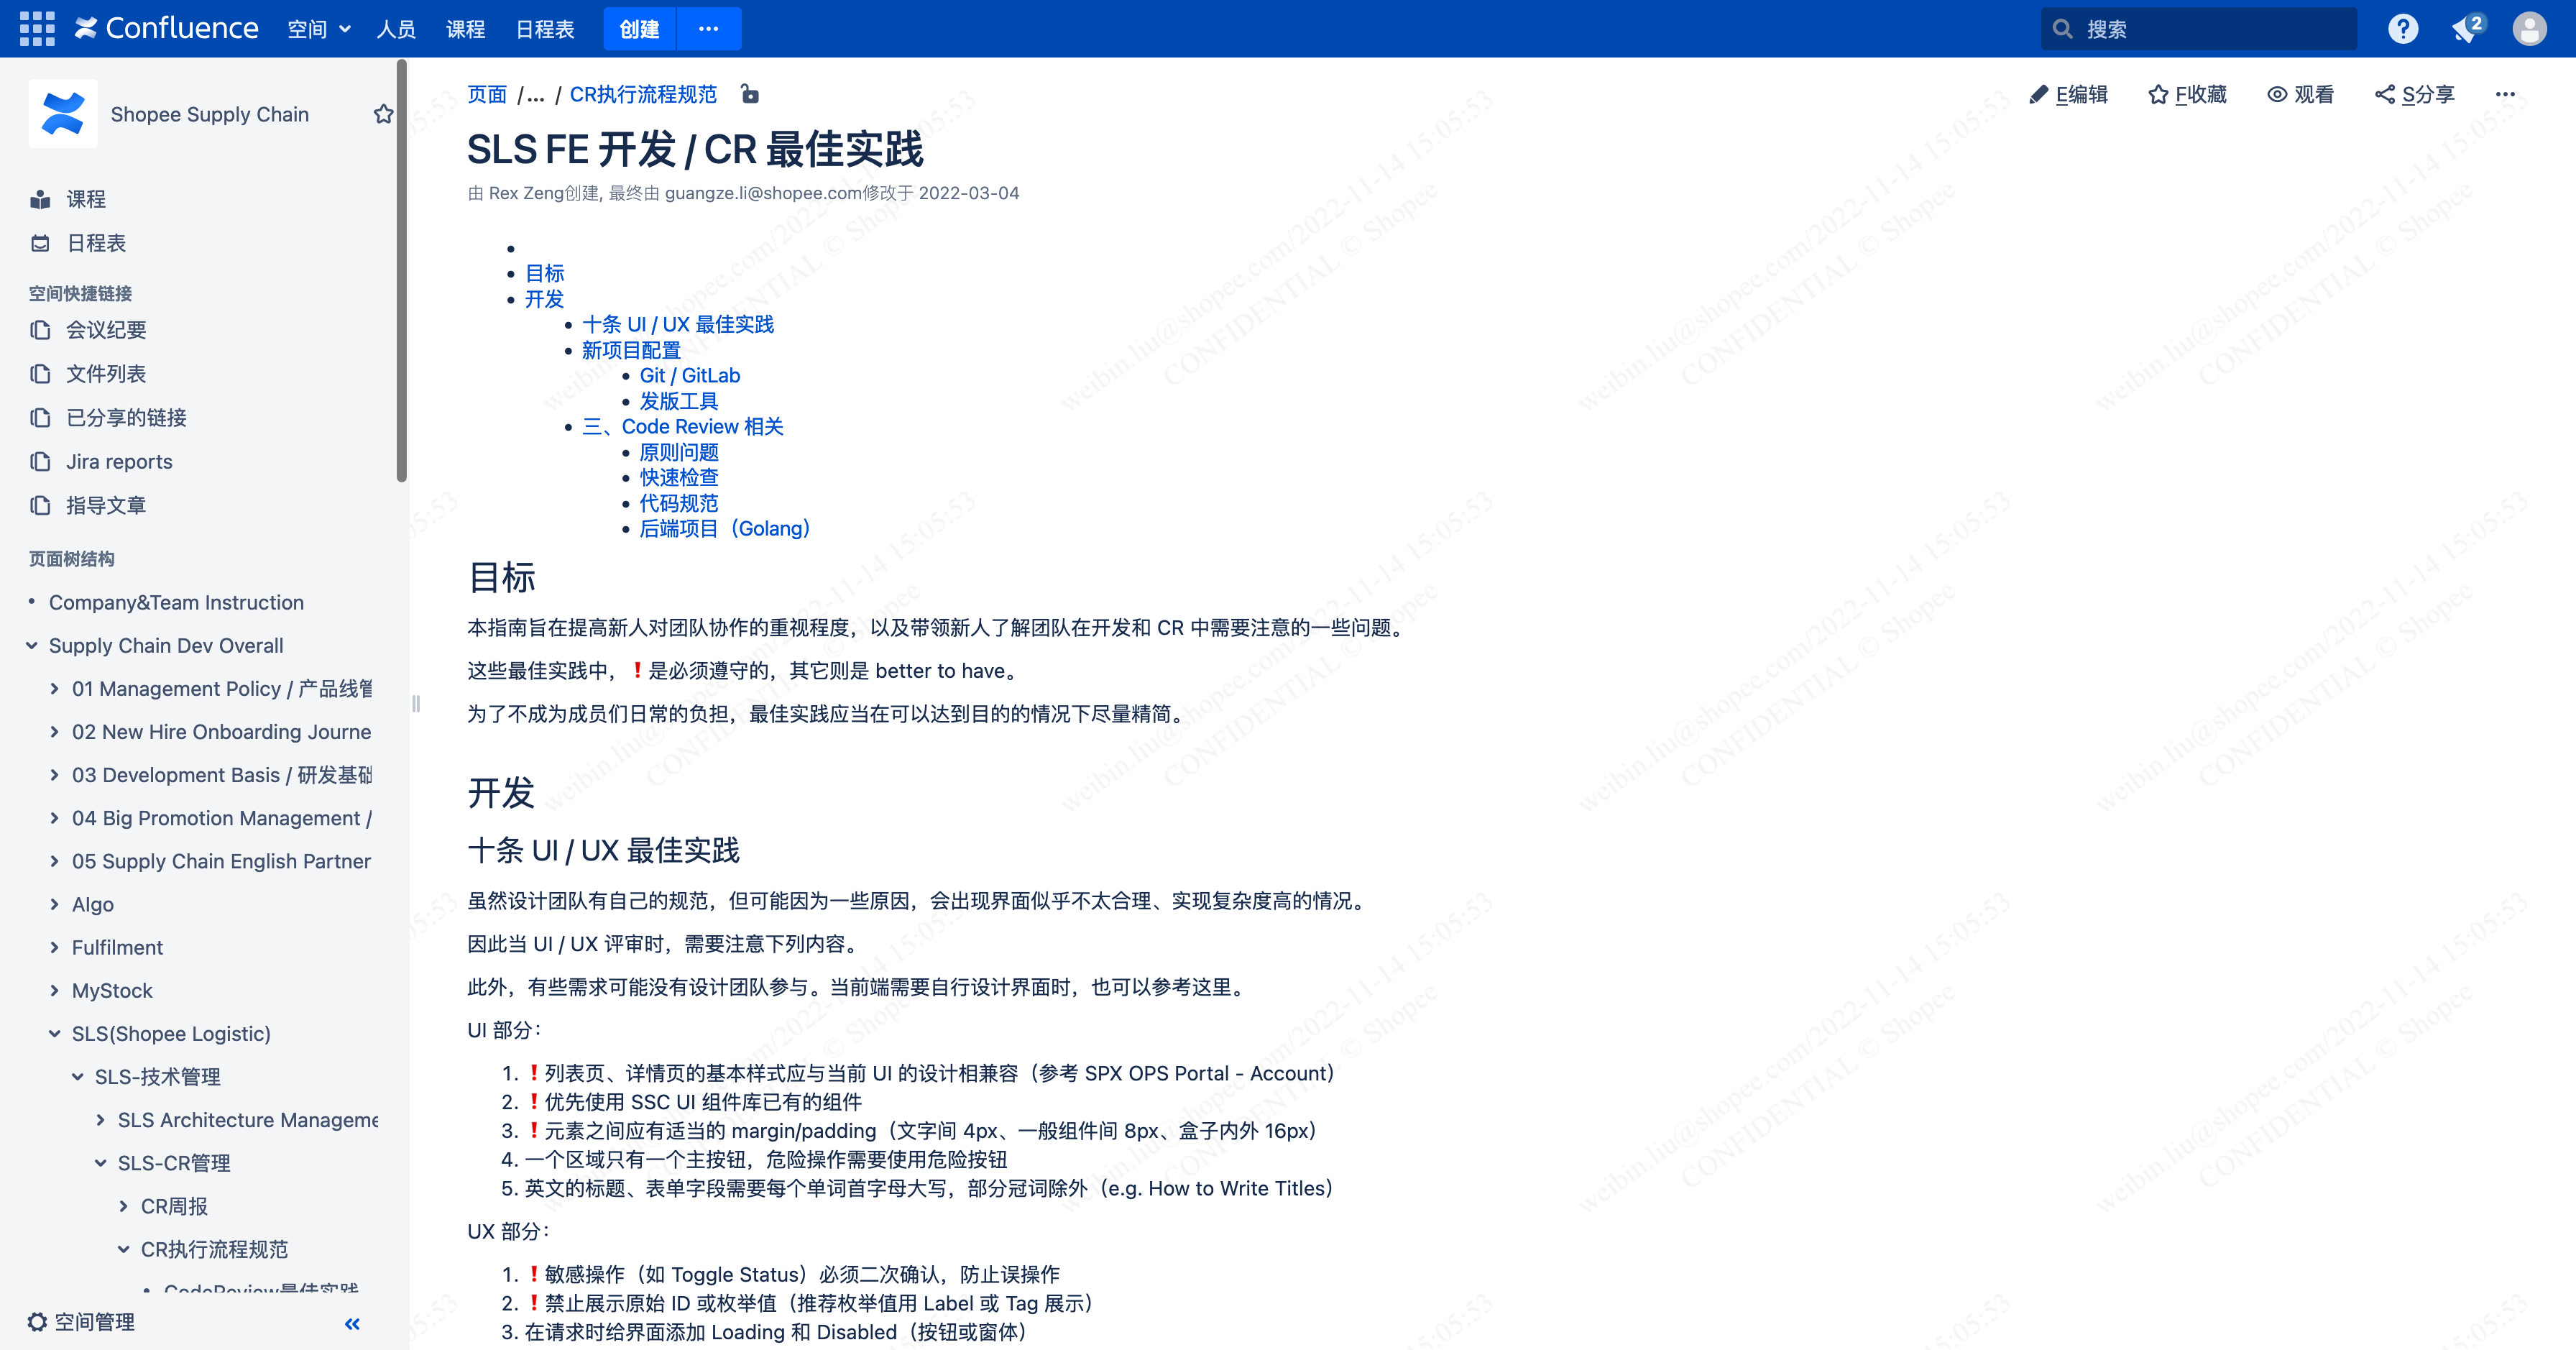 Confluence 空间 人员 课程 日程表 创建 ··· 搜索 ? 2
Shopee Supply Chain
课程
日程表
空间快捷链接
会议纪要
文件列表
已分享的链接
Jira reports
指导文章
页面树结构
Company&Team Instruction
Supply Chain Dev Overall
01 Management Policy / 产品线管
02 New Hire Onboarding Journe
03 Development Basis / 研发基础
04 Big Promotion Management /
05 Supply Chain English Partner
Algo
Fulfilment
MyStock
SLS(Shopee Logistic)
SLS-技术管理
SLS Architecture Manageme
SLS-CR管理
CR周报
CR执行流程规范
CodeReview最佳实践
空间管理
页面 /... / CR执行流程规范
E编辑 F收藏 观看 S分享 ···
SLS FE 开发 / CR 最佳实践
由 Rex Zeng创建, 最终由 guangze.li@shopee.com修改于 2022-03-04
目标
开发
十条 UI / UX 最佳实践
新项目配置
Git / GitLab
发版工具
三、Code Review 相关
原则问题
快速检查
代码规范
后端项目（Golang）
目标
本指南旨在提高新人对团队协作的重视程度，以及带领新人了解团队在开发和 CR 中需要注意的一些问题。
这些最佳实践中，❗是必须遵守的，其它则是 better to have。
为了不成为成员们日常的负担，最佳实践应当在可以达到目的的情况下尽量精简。
开发
十条 UI / UX 最佳实践
虽然设计团队有自己的规范，但可能因为一些原因，会出现界面似乎不太合理、实现复杂度高的情况。
因此当 UI / UX 评审时，需要注意下列内容。
此外，有些需求可能没有设计团队参与。当前端需要自行设计界面时，也可以参考这里。
UI 部分：
1. ❗列表页、详情页的基本样式应与当前 UI 的设计相兼容（参考 SPX OPS Portal - Account）
2. ❗优先使用 SSC UI 组件库已有的组件
3. ❗元素之间应有适当的 margin/padding（文字间 4px、一般组件间 8px、盒子内外 16px）
4. 一个区域只有一个主按钮，危险操作需要使用危险按钮
5. 英文的标题、表单字段需要每个单词首字母大写，部分冠词除外（e.g. How to Write Titles）
UX 部分：
1. ❗敏感操作（如 Toggle Status）必须二次确认，防止误操作
2. ❗禁止展示原始 ID 或枚举值（推荐枚举值用 Label 或 Tag 展示）
3. 在请求时给界面添加 Loading 和 Disabled（按钮或窗体）
weibin.liu@shopee.com/2022-11-14 15:05:53
CONFIDENTIAL © Shopee